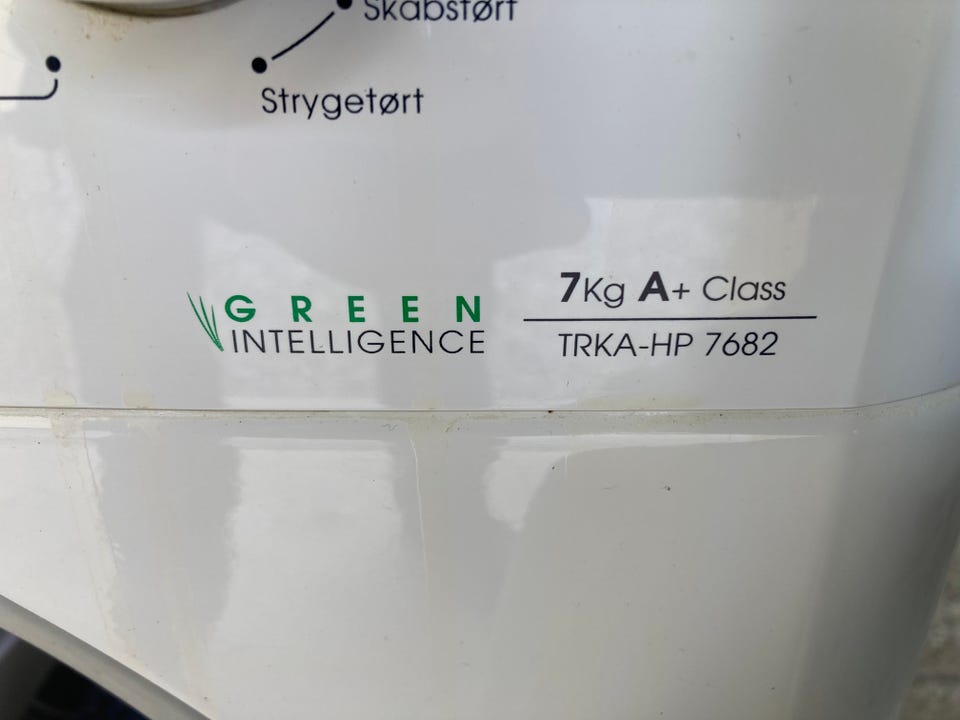 Skabstørt
Strygetørt
GREEN
INTELLIGENCE
7Kg A+ Class
TRKA-HP 7682